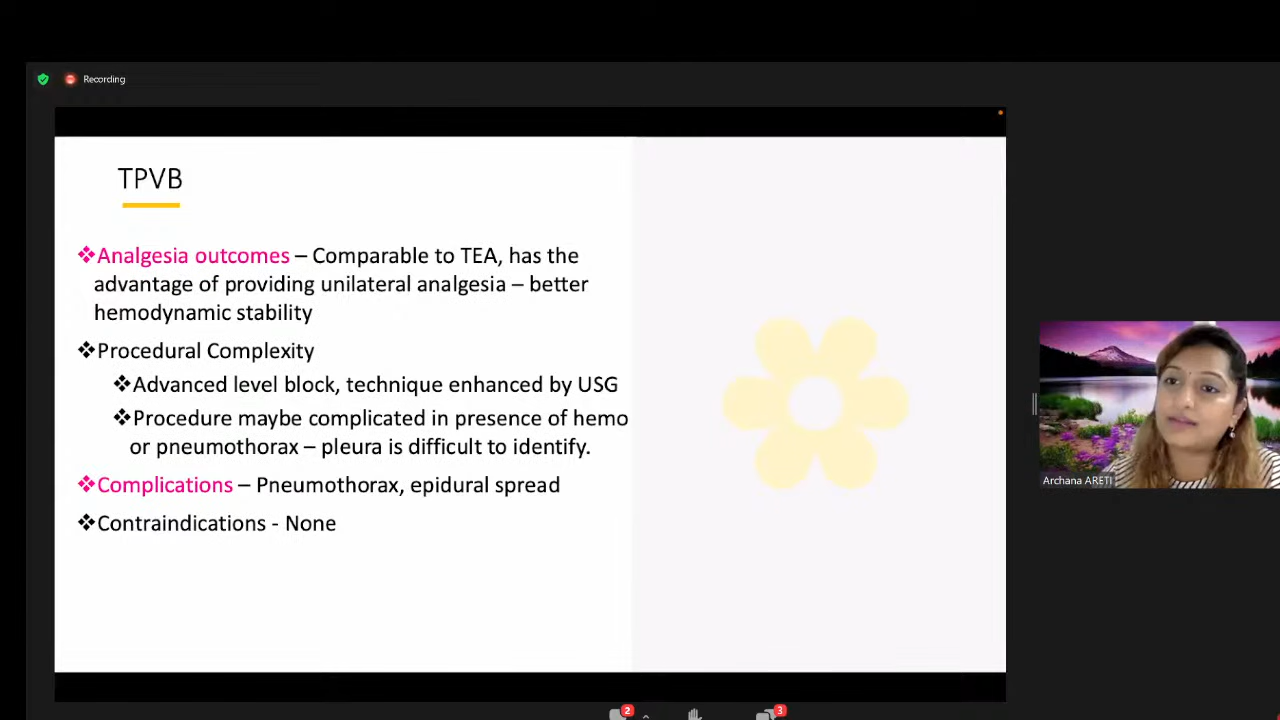 Recording
TPVB
❖Analgesia outcomes – Comparable to TEA, has the
advantage of providing unilateral analgesia – better
hemodynamic stability
❖Procedural Complexity
❖Advanced level block, technique enhanced by USG
❖Procedure maybe complicated in presence of hemo
or pneumothorax – pleura is difficult to identify.
❖Complications – Pneumothorax, epidural spread
❖Contraindications - None
Archana ARETI
2
3